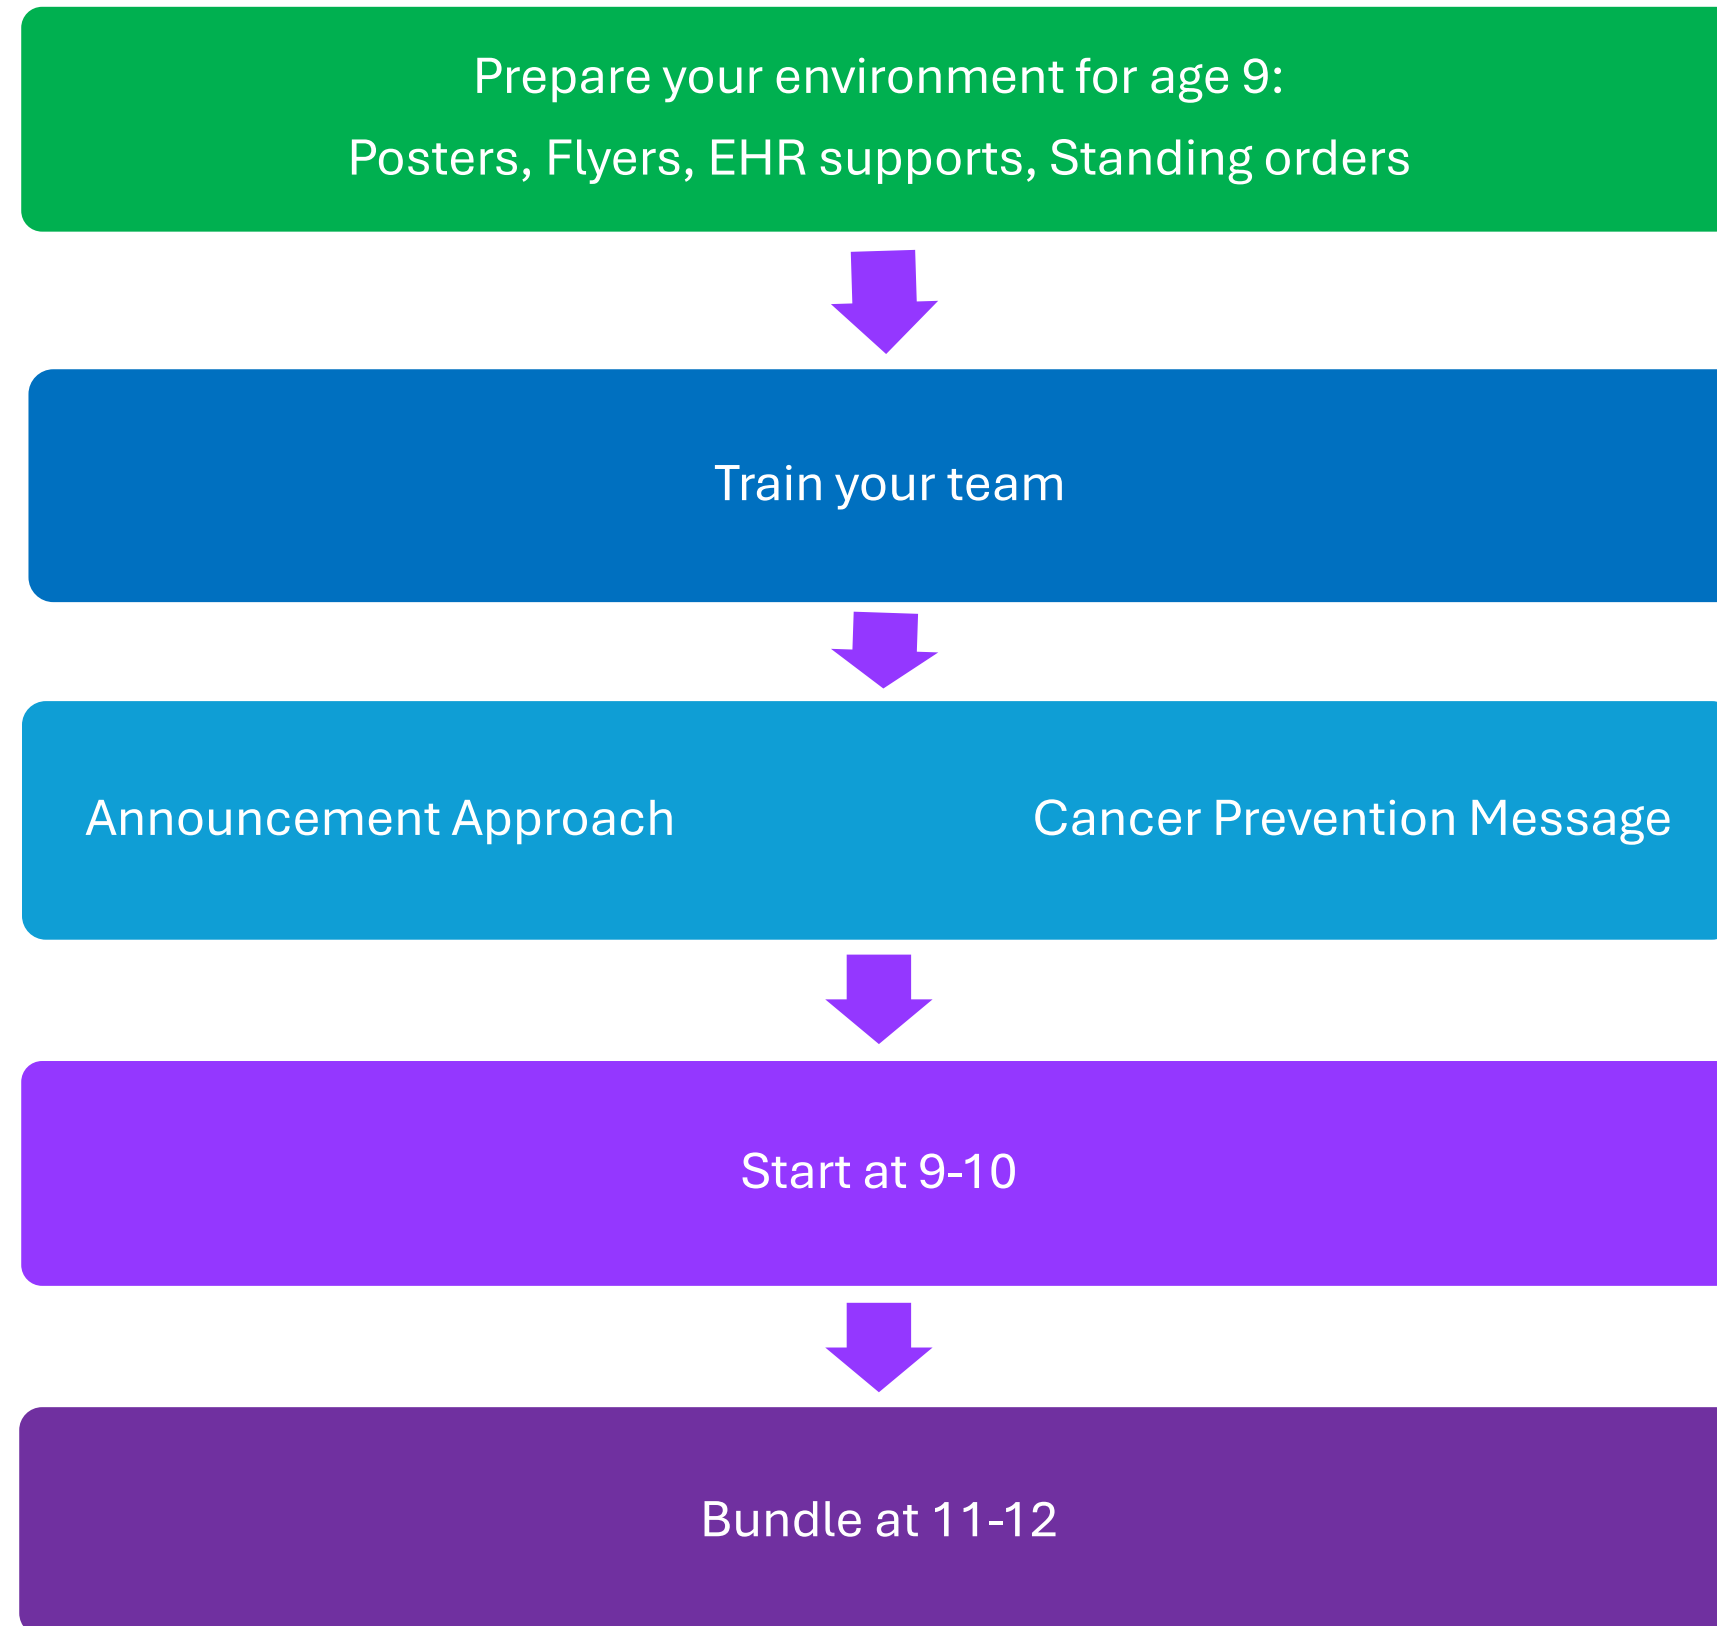 Prepare your environment for age 9:
Posters, Flyers, EHR supports, Standing orders
Train your team
Announcement Approach
Cancer Prevention Message
Start at 9-10
Bundle at 11-12